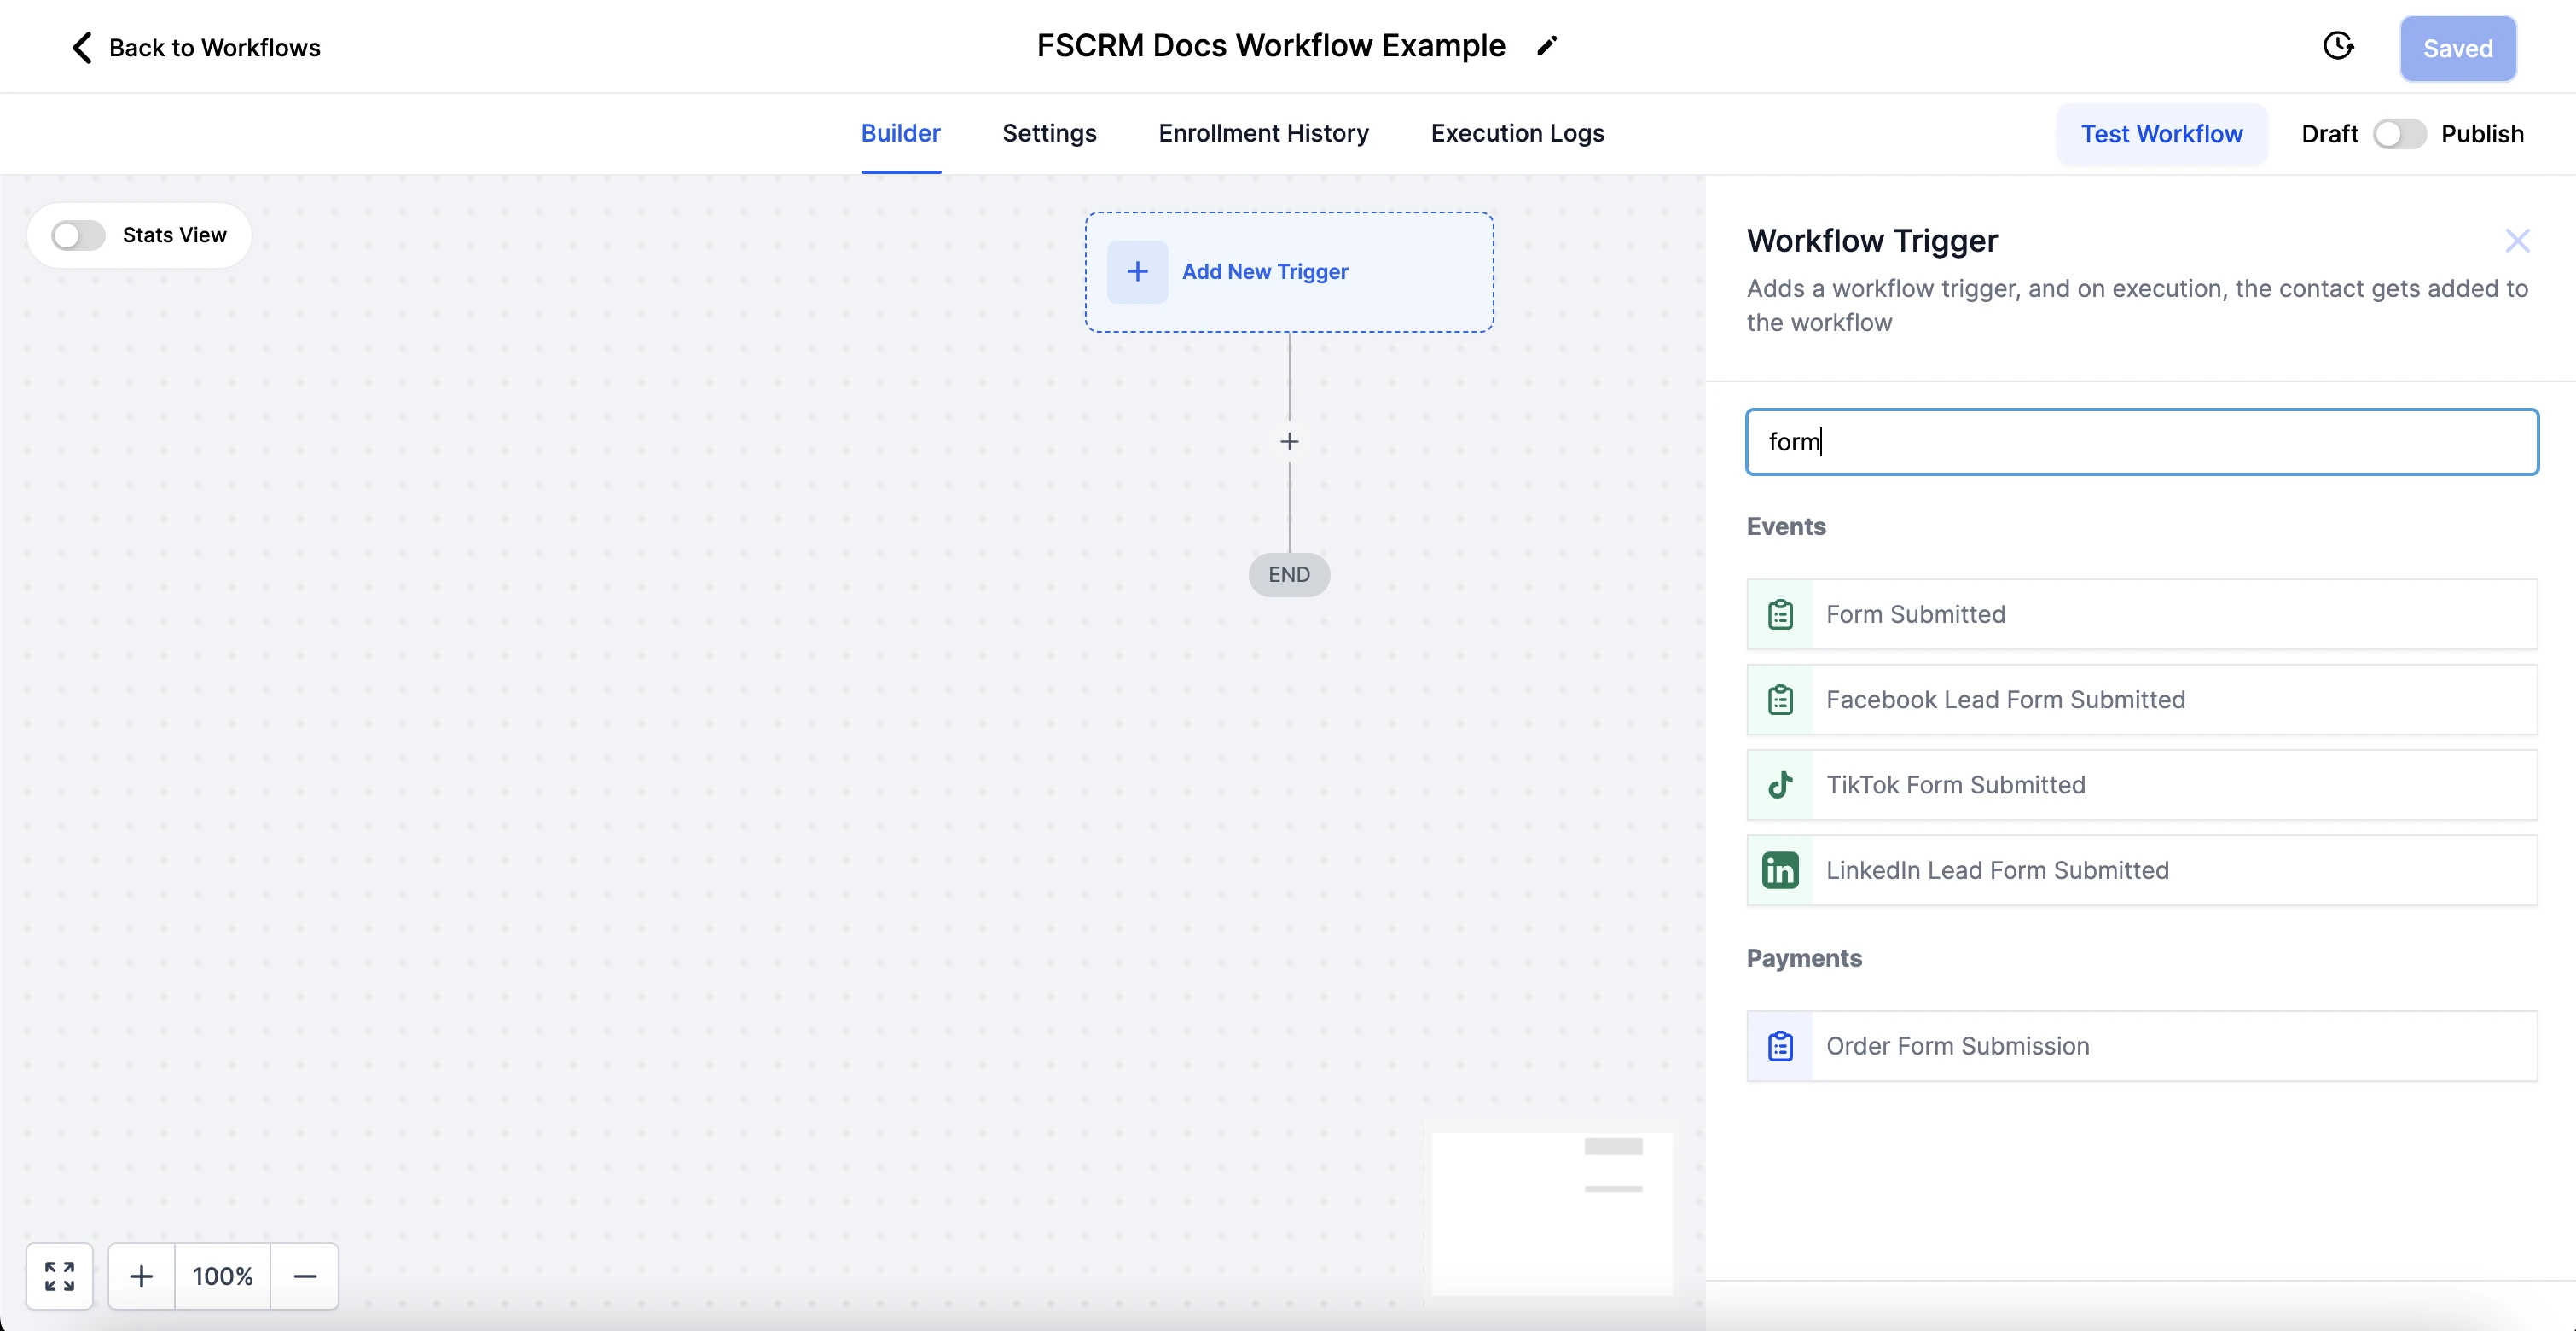 Back to Workflows
FSCRM Docs Workflow Example
Saved
Builder
Settings
Enrollment History
Execution Logs
Test Workflow
Draft
Publish
Stats View
Add New Trigger
END
100%
Workflow Trigger
Adds a workflow trigger, and on execution, the contact gets added to
the workflow
form
Events
Form Submitted
Facebook Lead Form Submitted
TikTok Form Submitted
in
LinkedIn Lead Form Submitted
Payments
Order Form Submission